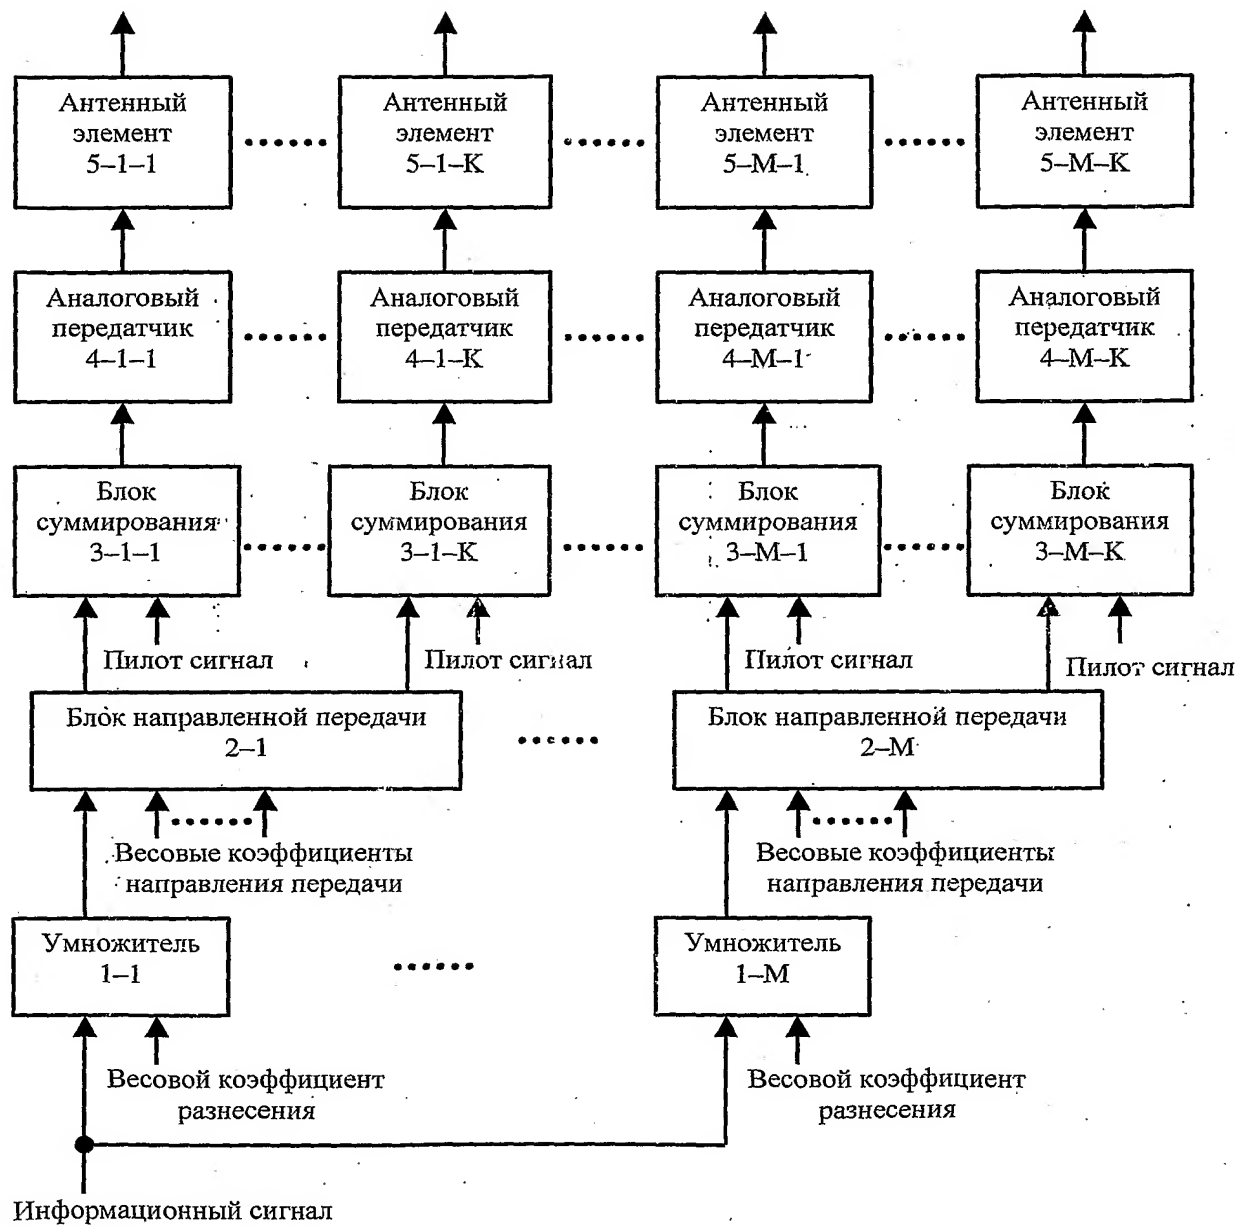 Антенный
элемент
5–1–1
Антенный
элемент
5–1–K
Антенный
элемент
5–M–1
Антенный
элемент
5–M–K
Аналоговый
передатчик
4–1–1
Аналоговый
передатчик
4–1–K
Аналоговый
передатчик
4–M–1
Аналоговый
передатчик
4–M–K
Блок
суммирования
3–1–1
Блок
суммирования
3–1–K
Блок
суммирования
3–M–1
Блок
суммирования
3–M–K
Пилот сигнал
Пилот сигнал
Пилот сигнал
Пилот сигнал
Блок направленной передачи
2–1
Блок направленной передачи
2–M
Весовые коэффициенты
направления передачи
Весовые коэффициенты
направления передачи
Умножитель
1–1
Умножитель
1–M
Весовой коэффициент
разнесения
Весовой коэффициент
разнесения
Информационный сигнал